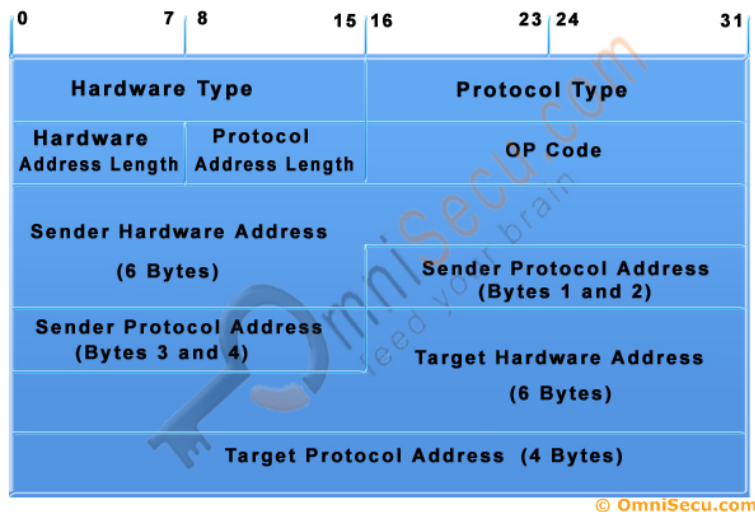 0 7 8 15 16 23 24 31
Hardware Type
Protocol Type
Hardware
Address Length
Protocol
Address Length
OP Code
Sender Hardware Address
(6 Bytes)
Sender Protocol Address
(Bytes 1 and 2)
Sender Protocol Address
(Bytes 3 and 4)
Target Hardware Address
(6 Bytes)
Target Protocol Address (4 Bytes)
OmniSecu.com
feed your brain
© OmniSecu.com